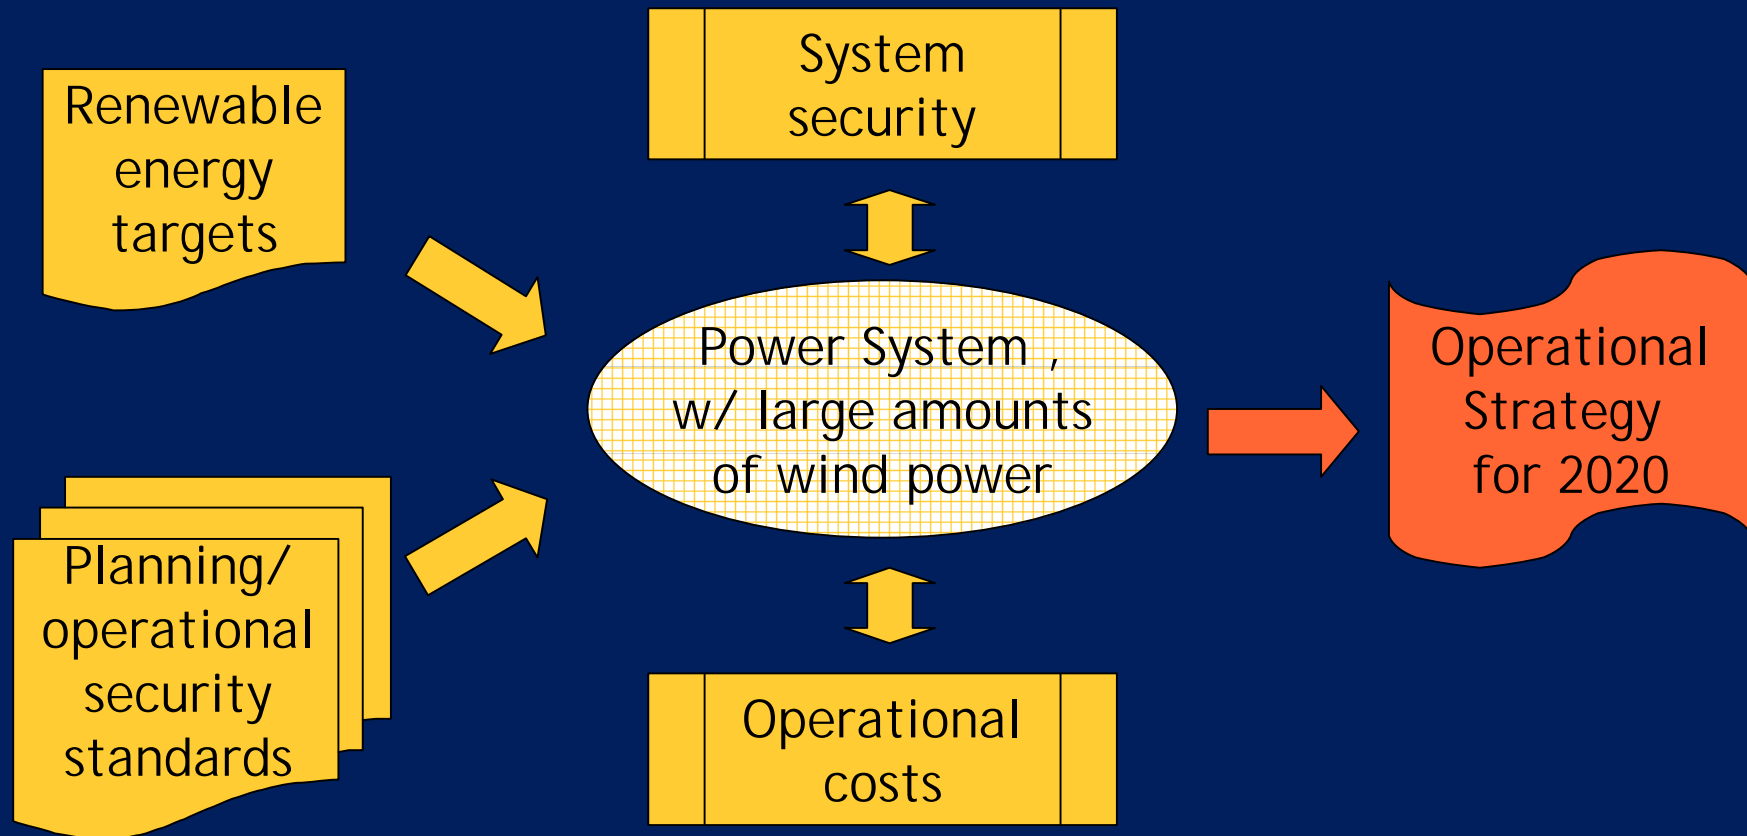 Renewable
energy
targets
System
security
Power System ,
w/ large amounts
of wind power
Operational
Strategy
for 2020
Planning/
operational
security
standards
Operational
costs